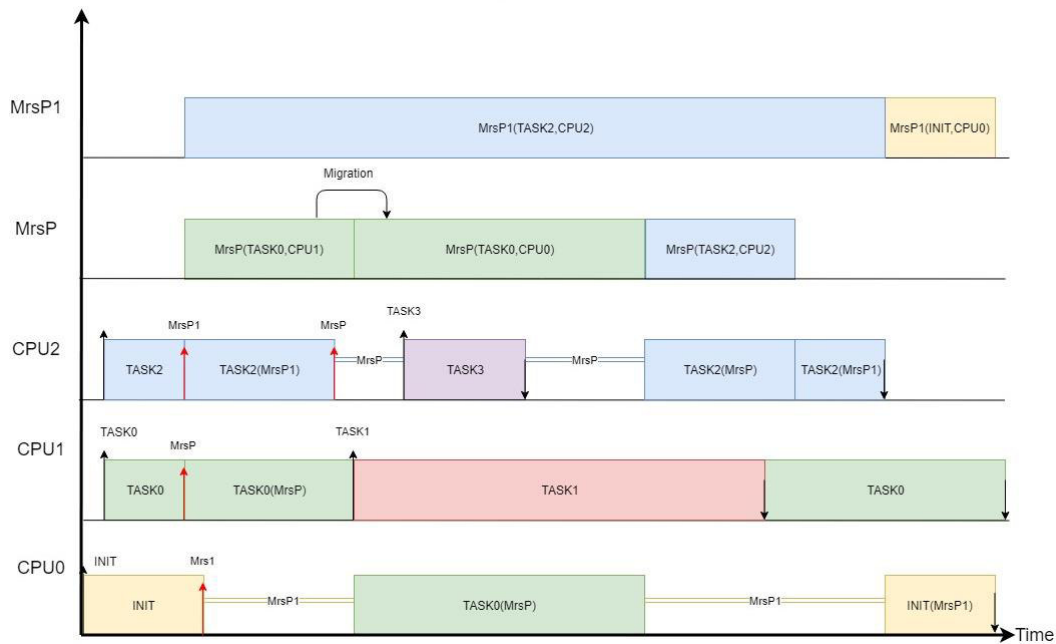 MrsP1
MrsP1(TASK2,CPU2)
MrsP1(INIT,CPU0)
Migration
MrsP
MrsP(TASK0,CPU1)
MrsP(TASK0,CPU0)
MrsP(TASK2,CPU2)
TASK3
MrsP1
MrsP
CPU2
TASK2
TASK2(MrsP1)
MrsP
TASK3
MrsP
TASK2(MrsP)
TASK2(MrsP1)
TASK0
TASK1
MrsP
CPU1
TASK0
TASK0(MrsP)
TASK1
TASK0
INIT
Mrs1
CPU0
INIT
MrsP1
TASK0(MrsP)
MrsP1
INIT(MrsP1)
Time